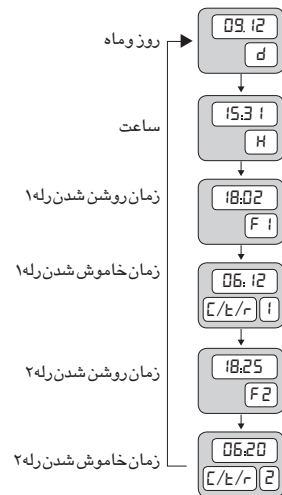 روز و ماه
09.12
d
ساعت
15:31
H
زمان روشن شدن رله۱
18:02
F1
زمان خاموش شدن رله۱
06:12
C/t/r 1
زمان روشن شدن رله۲
18:25
F2
زمان خاموش شدن رله۲
06:20
C/t/r 2